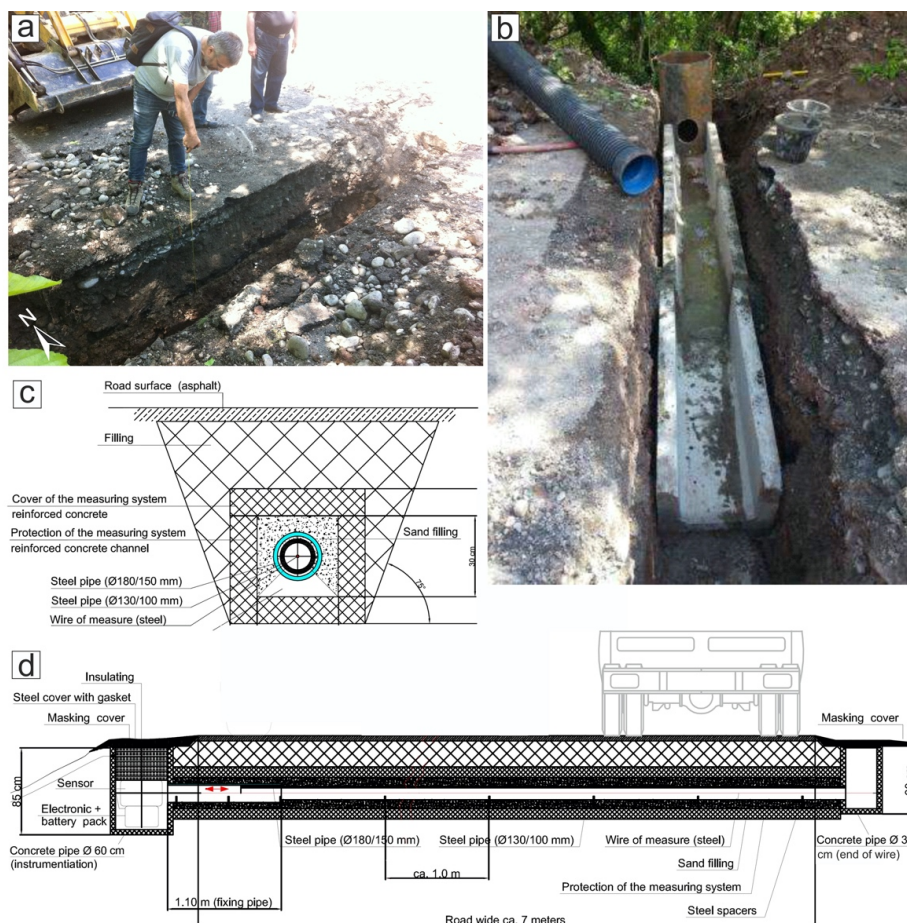 a
b
N
c
Road surface (asphalt)
Filling
Cover of the measuring system
reinforced concrete
Protection of the measuring system
reinforced concrete channel
Sand filling
30 cm
75°
Steel pipe (Ø180/150 mm)
Steel pipe (Ø130/100 mm)
Wire of measure (steel)
d
Insulating
Steel cover with gasket
Masking cover
Masking cover
85 cm
Sensor
Electronic +
battery pack
Concrete pipe Ø 60 cm
(instrumentiation)
Steel pipe (Ø180/150 mm)
Steel pipe (Ø130/100 mm)
Wire of measure (steel)
Concrete pipe Ø 3
cm (end of wire)
Sand filling
ca. 1.0 m
Protection of the measuring system
1.10 m (fixing pipe)
Steel spacers
Road wide ca. 7 meters